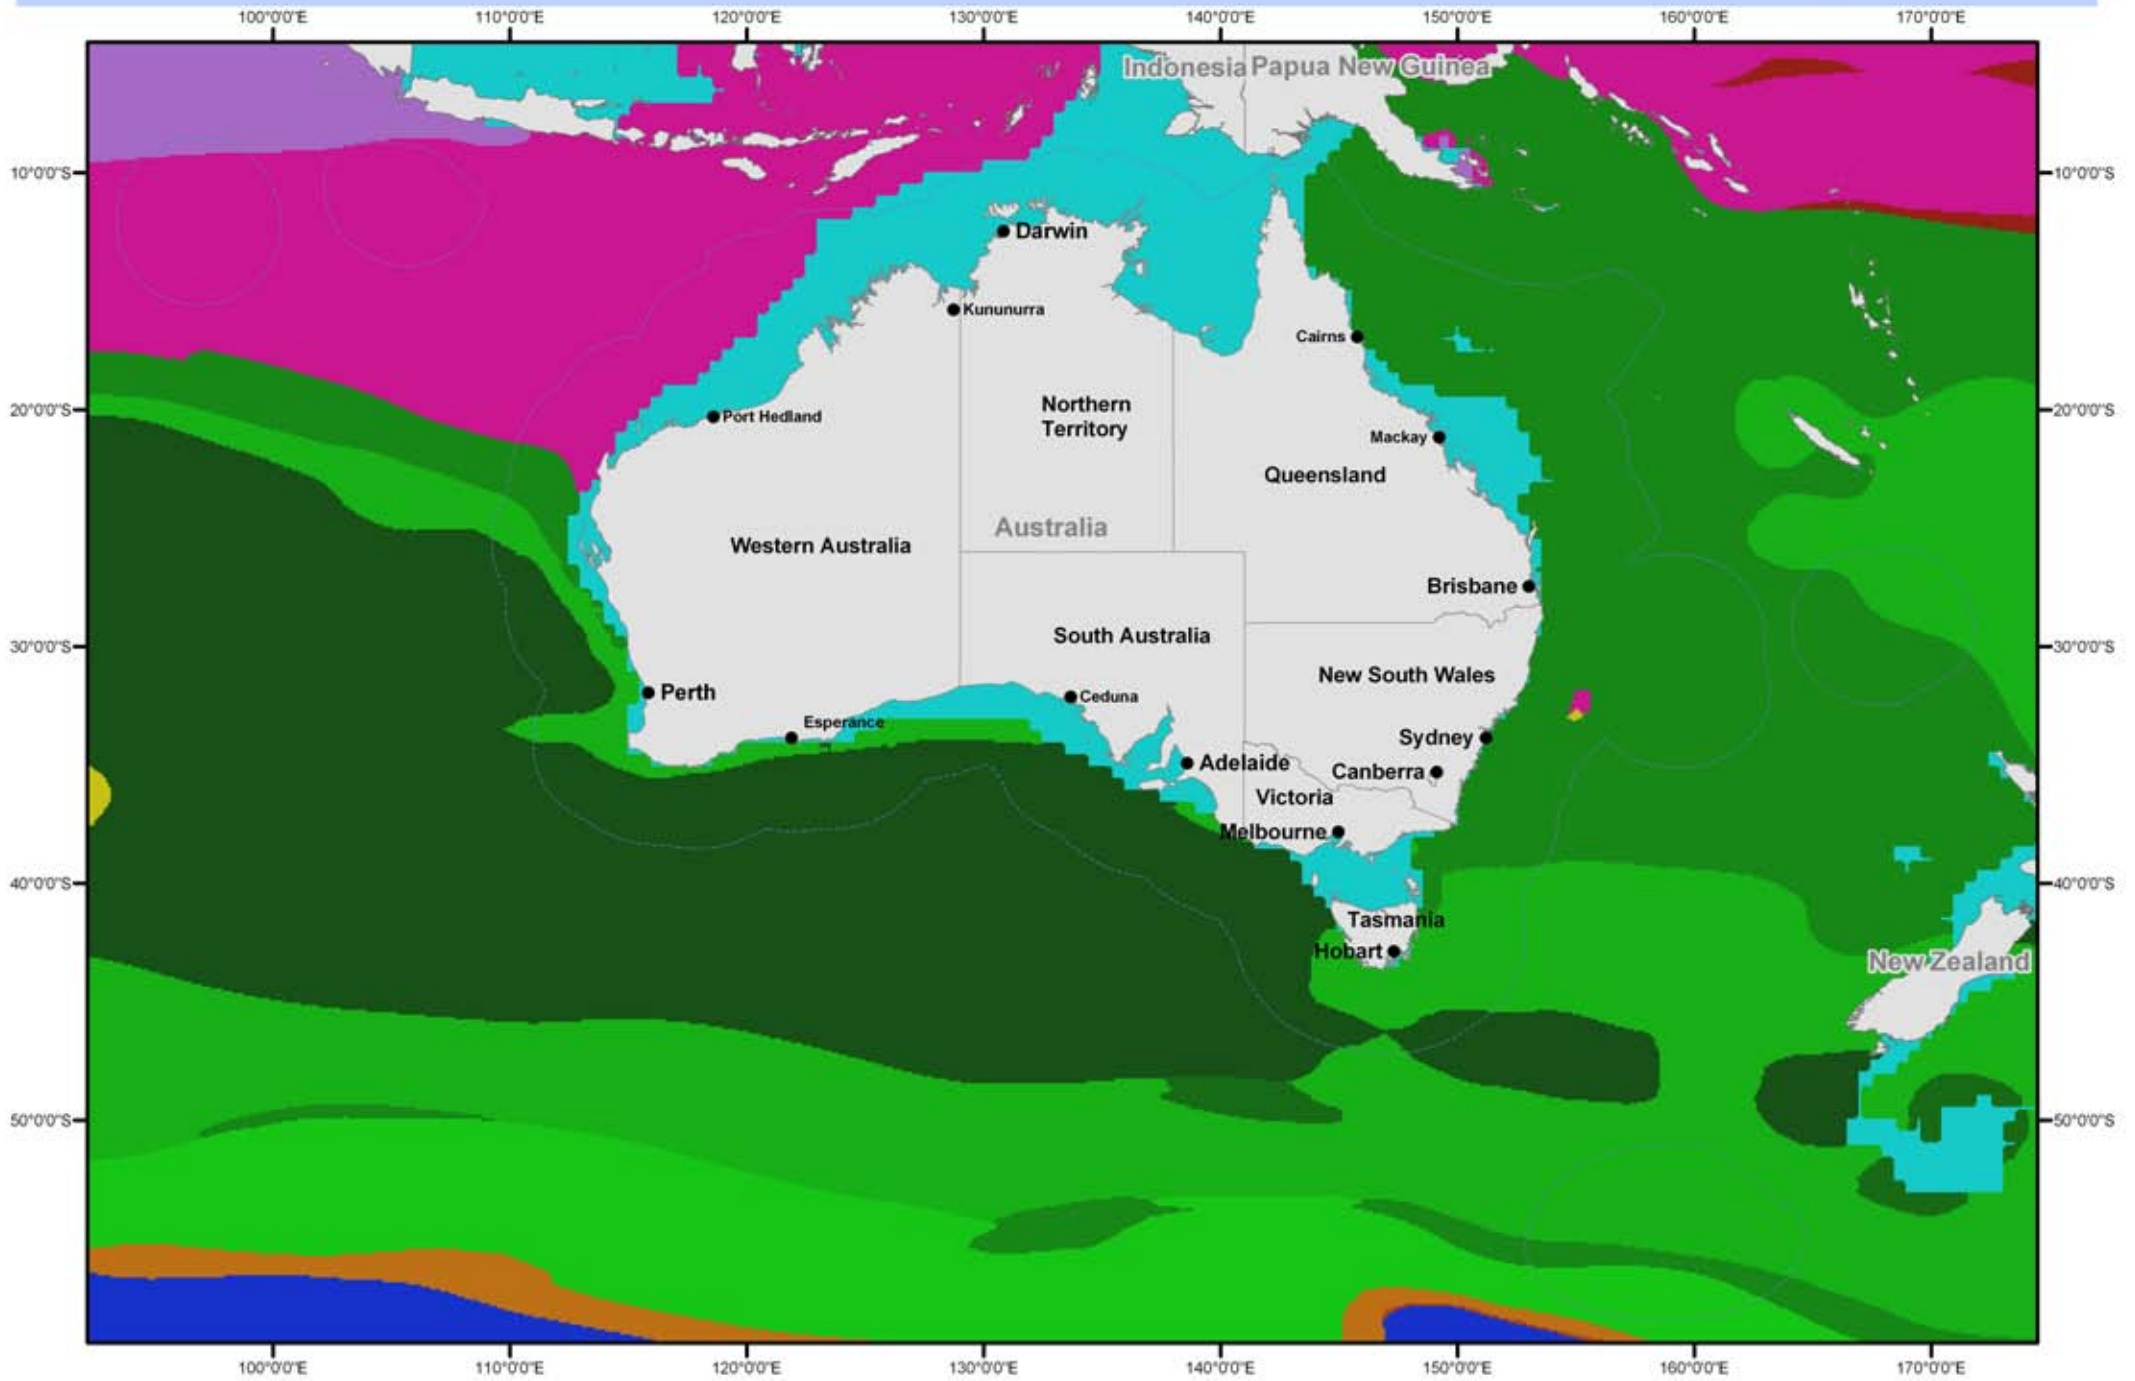 100°0'0"E
110°0'0"E
120°0'0"E
130°0'0"E
140°0'0"E
150°0'0"E
160°0'0"E
170°0'0"E
Indonesia
Papua New Guinea
10°0'0"S
10°0'0"S
Darwin
Kununurra
Cairns
20°0'0"S
Port Hedland
Northern
Territory
Mackay
20°0'0"S
Queensland
Australia
Western Australia
Brisbane
30°0'0"S
South Australia
New South Wales
30°0'0"S
Perth
Ceduna
Esperance
Sydney
Adelaide
Canberra
Victoria
Melbourne
40°0'0"S
40°0'0"S
Tasmania
Hobart
New Zealand
50°0'0"S
50°0'0"S
100°0'0"E
110°0'0"E
120°0'0"E
130°0'0"E
140°0'0"E
150°0'0"E
160°0'0"E
170°0'0"E